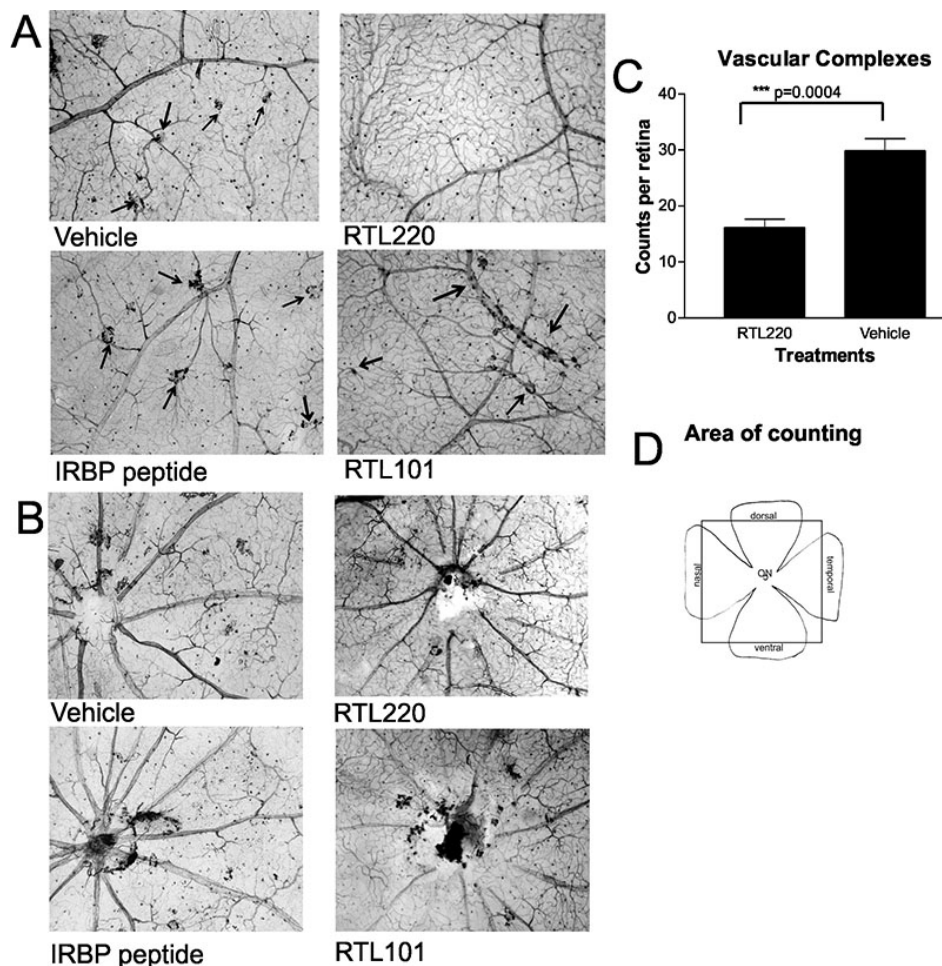 A
Vehicle
RTL220
IRBP peptide
RTL101
B
Vehicle
RTL220
IRBP peptide
RTL101
C
Vascular Complexes
*** p=0.0004
Counts per retina
40
30
20
10
0
RTL220
Vehicle
Treatments
D
Area of counting
dorsal
nasal
temporal
ventral